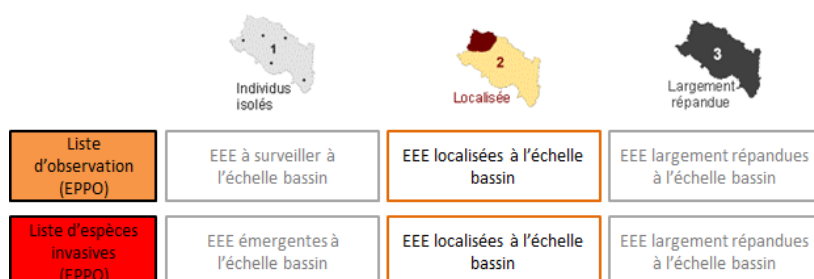 1
Individus
isolés
2
Localisée
3
Largement
répandue
Liste
d'observation
(EPPO)
EEE à surveiller à
l'échelle bassin
EEE localisées à l'échelle
bassin
EEE largement répandues
à l'échelle bassin
Liste d'espèces
invasives
(EPPO)
EEE émergentes à
l'échelle bassin
EEE localisées à l'échelle
bassin
EEE largement répandues
à l'échelle bassin